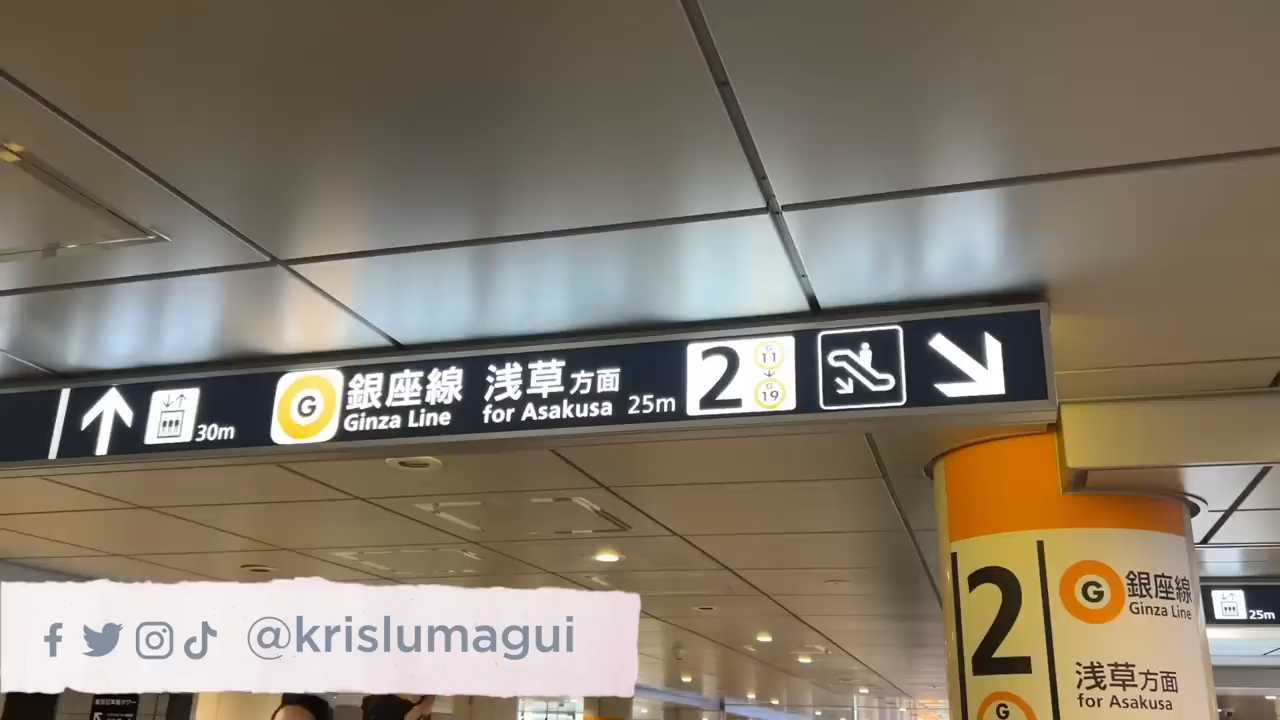 30m
G
銀座線
Ginza Line
浅草方面
for Asakusa
25m
2
G
11
G
19
2
G
銀座線
Ginza Line
浅草方面
for Asakusa
G
25m
@krislumagui